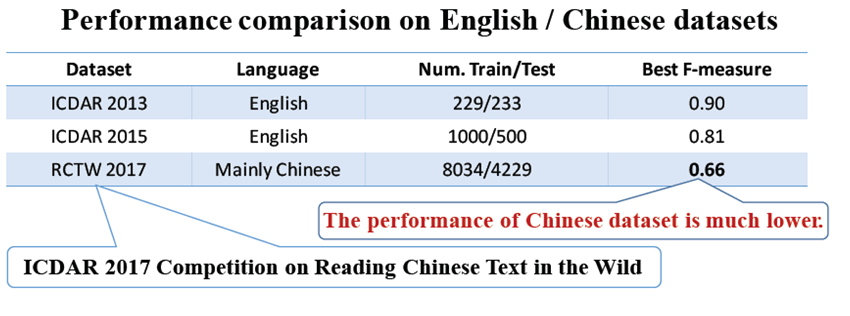 Performance comparison on English / Chinese datasets
Dataset Language Num. Train/Test Best F-measure
ICDAR 2013 English 229/233 0.90
ICDAR 2015 English 1000/500 0.81
RCTW 2017 Mainly Chinese 8034/4229 0.66
The performance of Chinese dataset is much lower.
ICDAR 2017 Competition on Reading Chinese Text in the Wild